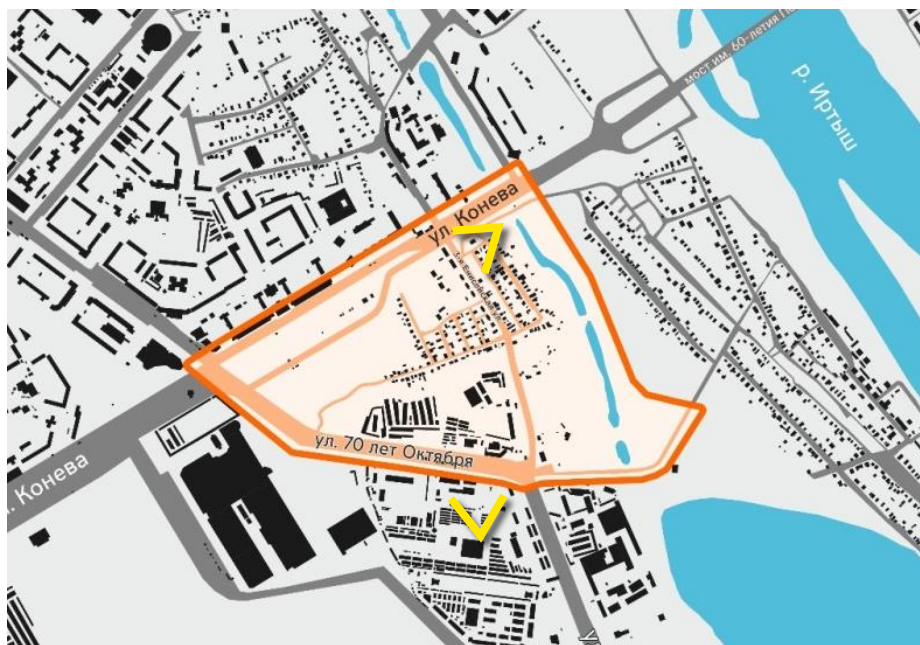 мост им. 60-летия
р. Иртыш
ул. Конева
ул. 70 лет Октября
Конева